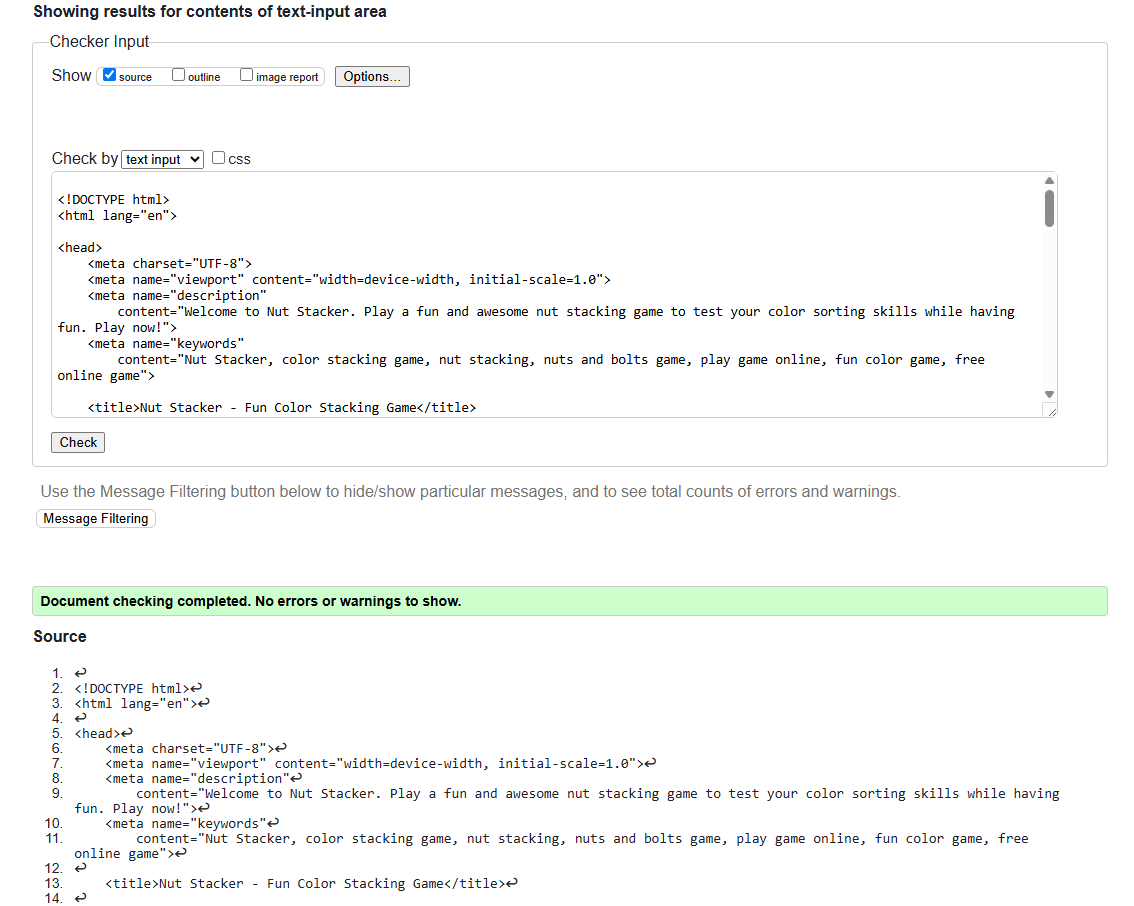 Showing results for contents of text-input area
Checker Input
Show source outline image report Options...
Check by text input css
<!DOCTYPE html>
<html lang="en">
<head>
<meta charset="UTF-8">
<meta name="viewport" content="width=device-width, initial-scale=1.0">
<meta name="description"
content="Welcome to Nut Stacker. Play a fun and awesome nut stacking game to test your color sorting skills while having
fun. Play now!">
<meta name="keywords"
content="Nut Stacker, color stacking game, nut stacking, nuts and bolts game, play game online, fun color game, free
online game">
<title>Nut Stacker - Fun Color Stacking Game</title>
Check
Use the Message Filtering button below to hide/show particular messages, and to see total counts of errors and warnings.
Message Filtering
Document checking completed. No errors or warnings to show.
Source
1. ↩
2. <!DOCTYPE html>↩
3. <html lang="en">↩
4. ↩
5. <head>↩
6. <meta charset="UTF-8">↩
7. <meta name="viewport" content="width=device-width, initial-scale=1.0">↩
8. <meta name="description"↩
9. content="Welcome to Nut Stacker. Play a fun and awesome nut stacking game to test your color sorting skills while having
fun. Play now!">↩
10. <meta name="keywords"↩
11. content="Nut Stacker, color stacking game, nut stacking, nuts and bolts game, play game online, fun color game, free
online game">↩
12. ↩
13. <title>Nut Stacker - Fun Color Stacking Game</title>↩
14. ↩